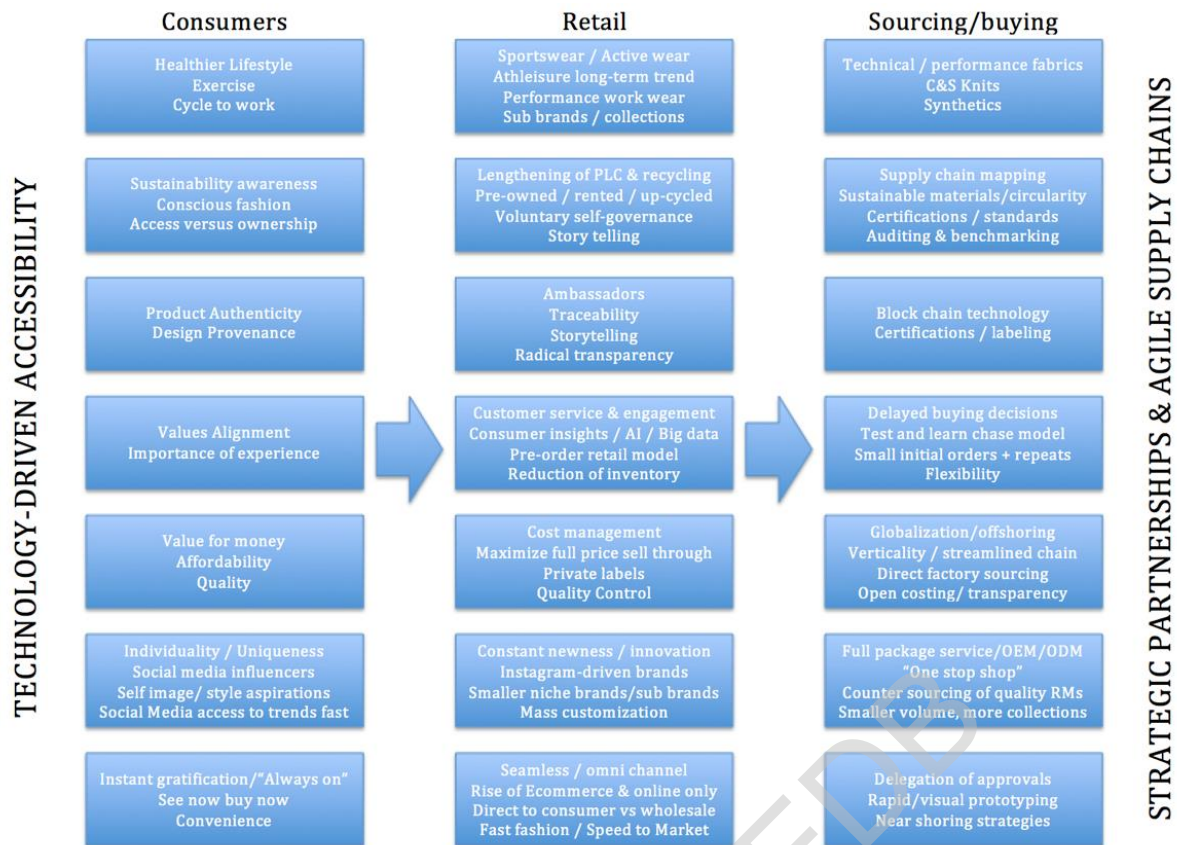 Consumers
Retail
Sourcing/buying
TECHNOLOGY-DRIVEN ACCESSIBILITY
Healthier Lifestyle
Exercise
Cycle to work
Sportswear / Active wear
Athleisure long-term trend
Performance work wear
Sub brands / collections
Technical / performance fabrics
C&S Knits
Synthetics
Sustainability awareness
Conscious fashion
Access versus ownership
Lengthening of PLC & recycling
Pre-owned / rented / up-cycled
Voluntary self-governance
Story telling
Supply chain mapping
Sustainable materials/circularity
Certifications / standards
Auditing & benchmarking
Product Authenticity
Design Provenance
Ambassadors
Traceability
Storytelling
Radical transparency
Block chain technology
Certifications / labeling
Values Alignment
Importance of experience
Customer service & engagement
Consumer insights / AI / Big data
Pre-order retail model
Reduction of inventory
Delayed buying decisions
Test and learn chase model
Small initial orders + repeats
Flexibility
Value for money
Affordability
Quality
Cost management
Maximize full price sell through
Private labels
Quality Control
Globalization/offshoring
Verticality / streamlined chain
Direct factory sourcing
Open costing/ transparency
Individuality / Uniqueness
Social media influencers
Self image/ style aspirations
Social Media access to trends fast
Constant newness / innovation
Instagram-driven brands
Smaller niche brands/sub brands
Mass customization
Full package service/OEM/ODM
“One stop shop”
Counter sourcing of quality RMs
Smaller volume, more collections
Instant gratification/“Always on”
See now buy now
Convenience
Seamless / omni channel
Rise of Ecommerce & online only
Direct to consumer vs wholesale
Fast fashion / Speed to Market
Delegation of approvals
Rapid/visual prototyping
Near shoring strategies
STRATEGIC PARTNERSHIPS & AGILE SUPPLY CHAINS